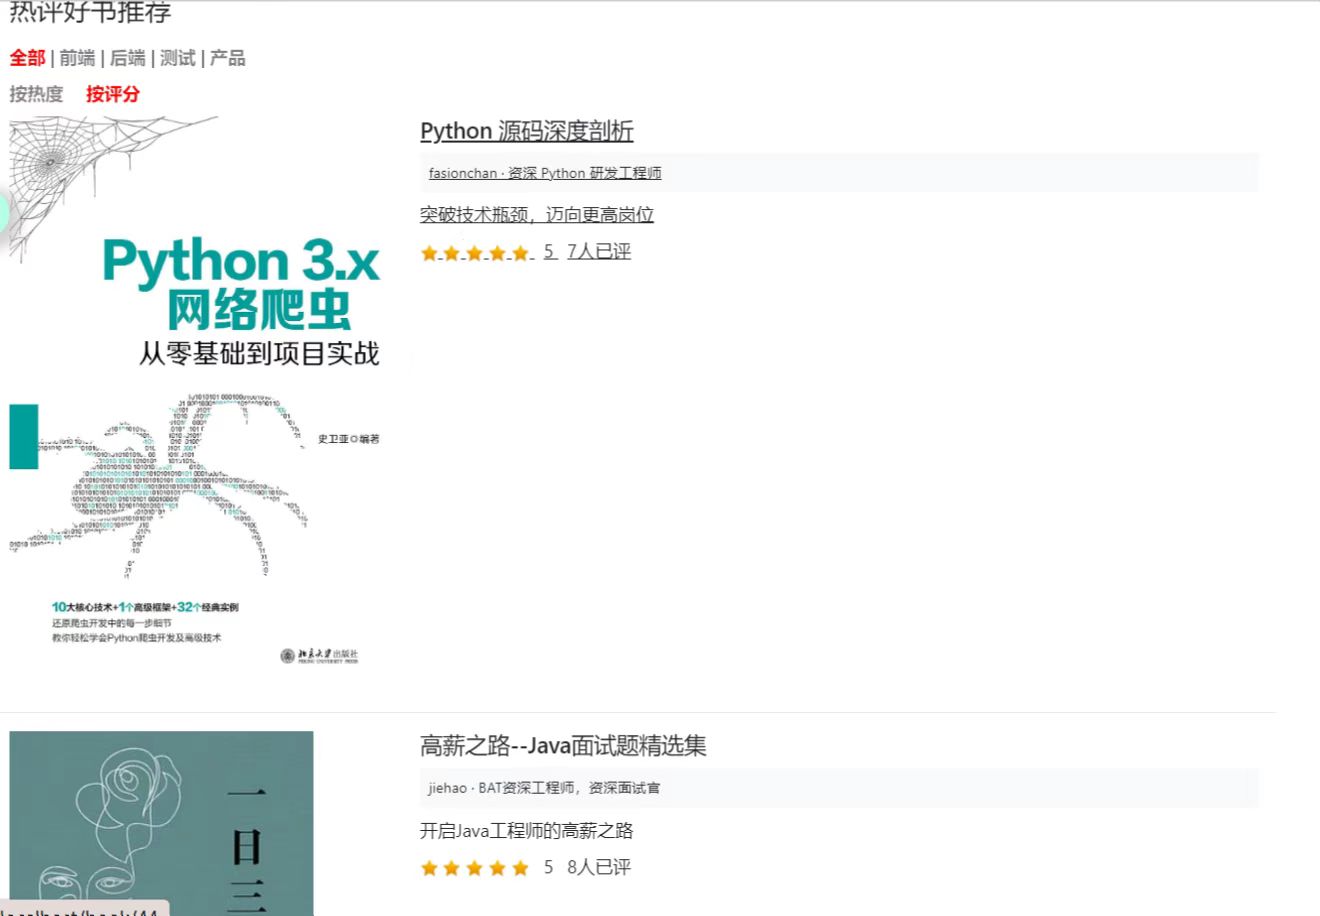 热评好书推荐
全部 | 前端 | 后端 | 测试 | 产品
按热度 按评分
Python 3.x
网络爬虫
从零基础到项目实战
史卫亚◎编著
10大核心技术+1个高级框架+32个经典实例
还原爬虫开发中的每一步细节
教你轻松学会Python爬虫开发及高级技术
北京大学出版社
PEKING UNIVERSITY PRESS
Python 源码深度剖析
fasionchan · 资深 Python 研发工程师
突破技术瓶颈，迈向更高岗位
5 7人已评
一日三
高薪之路--Java面试题精选集
jiehao · BAT资深工程师，资深面试官
开启Java工程师的高薪之路
5 8人已评